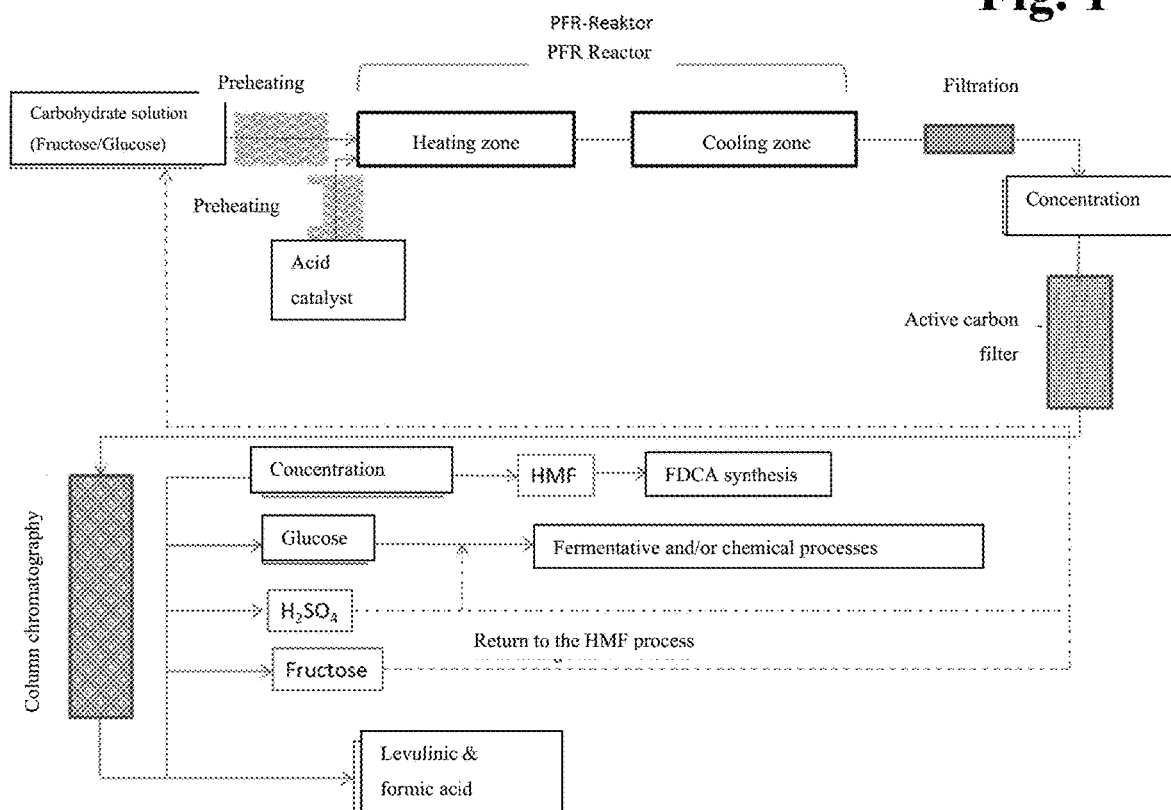 Fig. 1
PFR-Reaktor
PFR Reactor
Preheating
Filtration
Carbohydrate solution
(Fructose/Glucose)
Heating zone
Cooling zone
Preheating
Concentration
Acid
catalyst
Active carbon
filter
Concentration
HMF
FDCA synthesis
Column chromatography
Glucose
Fermentative and/or chemical processes
H₂SO₄
Return to the HMF process
Fructose
Levulinic &
formic acid